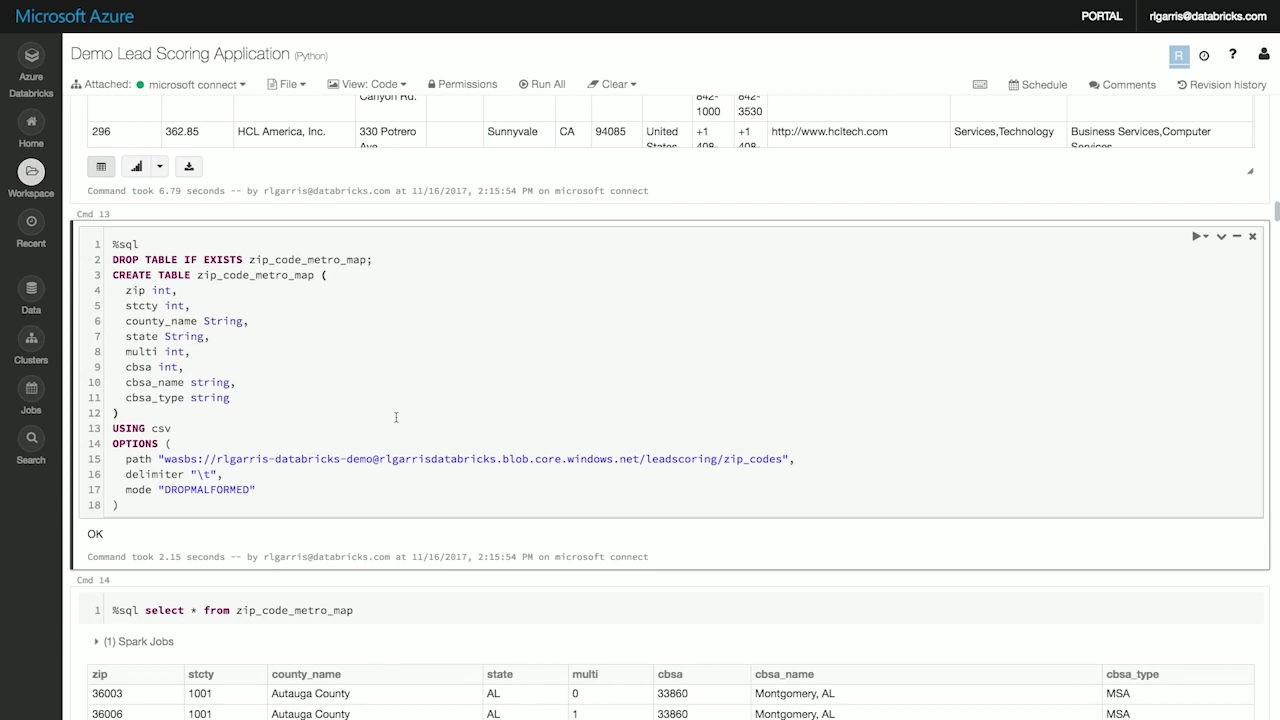 Microsoft Azure
PORTAL
rlgarris@databricks.com
Azure
Databricks
Home
Workspace
Recent
Data
Clusters
Jobs
Search
Demo Lead Scoring Application (Python)
R
?
Attached: microsoft connect
File
View: Code
Permissions
Run All
Clear
Schedule
Comments
Revision history
Canyon Rd. 842- 842-
1000 3530
296 362.85 HCL America, Inc. 330 Potrero Sunnyvale CA 94085 United +1 +1 http://www.hcltech.com Services,Technology Business Services,Computer
Ave States 408- 408- Services
Command took 6.79 seconds -- by rlgarris@databricks.com at 11/16/2017, 2:15:54 PM on microsoft connect
Cmd 13
1 %sql
2 DROP TABLE IF EXISTS zip_code_metro_map;
3 CREATE TABLE zip_code_metro_map (
4 zip int,
5 stcty int,
6 county_name String,
7 state String,
8 multi int,
9 cbsa int,
10 cbsa_name string,
11 cbsa_type string
12 )
13 USING csv
14 OPTIONS (
15 path "wasbs://rlgarris-databricks-demo@rlgarrisdatabricks.blob.core.windows.net/leadscoring/zip_codes",
16 delimiter "\t",
17 mode "DROPMALFORMED"
18 )
OK
Command took 2.15 seconds -- by rlgarris@databricks.com at 11/16/2017, 2:15:54 PM on microsoft connect
Cmd 14
1 %sql select * from zip_code_metro_map
(1) Spark Jobs
zip stcty county_name state multi cbsa cbsa_name cbsa_type
36003 1001 Autauga County AL 0 33860 Montgomery, AL MSA
36006 1001 Autauga County AL 1 33860 Montgomery, AL MSA